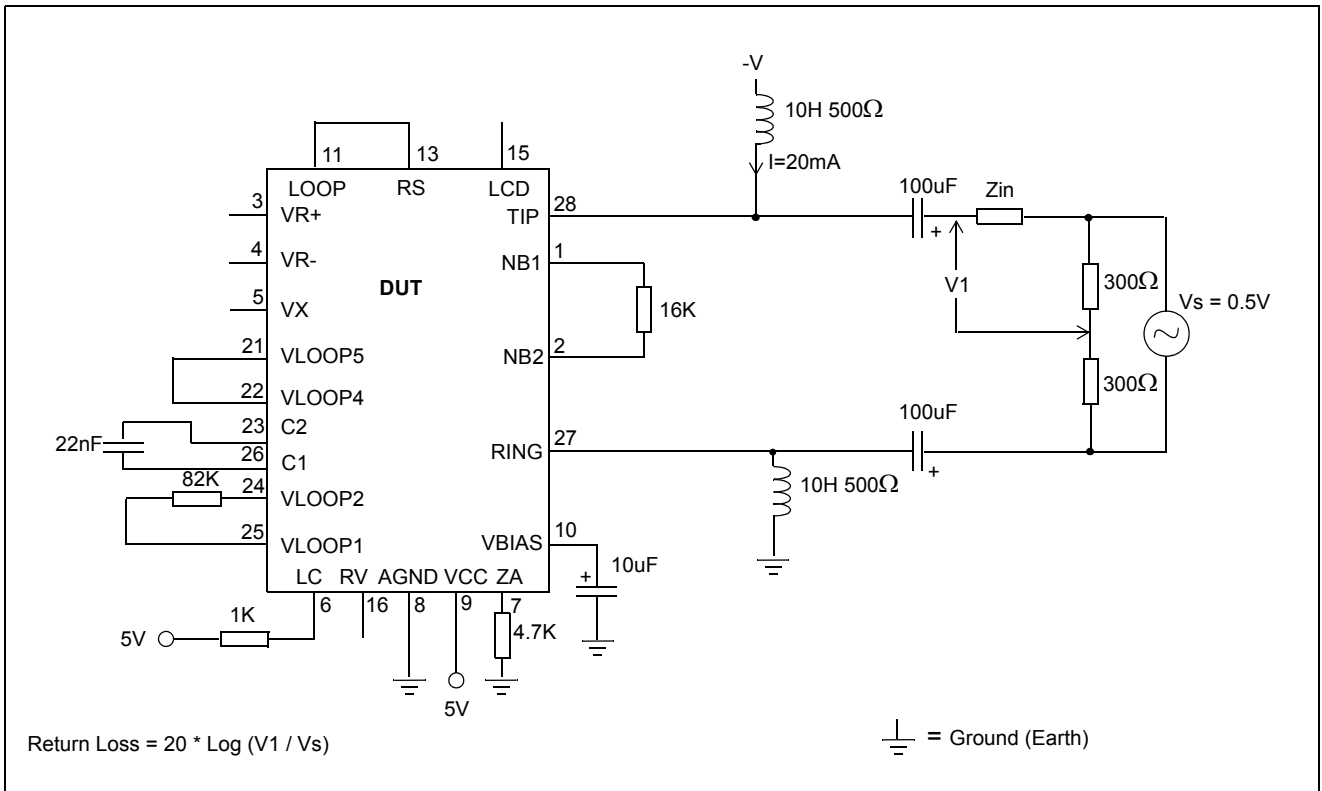 -V
10H 500Ω
I=20mA
11
13
15
LOOP
RS
LCD
100uF
Zin
3
VR+
TIP
28
+
4
VR-
NB1
1
DUT
V1
300Ω
Vs = 0.5V
5
VX
16K
21
VLOOP5
NB2
2
22
VLOOP4
300Ω
23
C2
100uF
22nF
26
C1
RING
27
+
82K
24
VLOOP2
10H 500Ω
25
VLOOP1
VBIAS
10
LC
RV
AGND
VCC
ZA
+
10uF
6
16
8
9
7
1K
5V
4.7K
5V
Return Loss = 20 * Log (V1 / Vs)
= Ground (Earth)